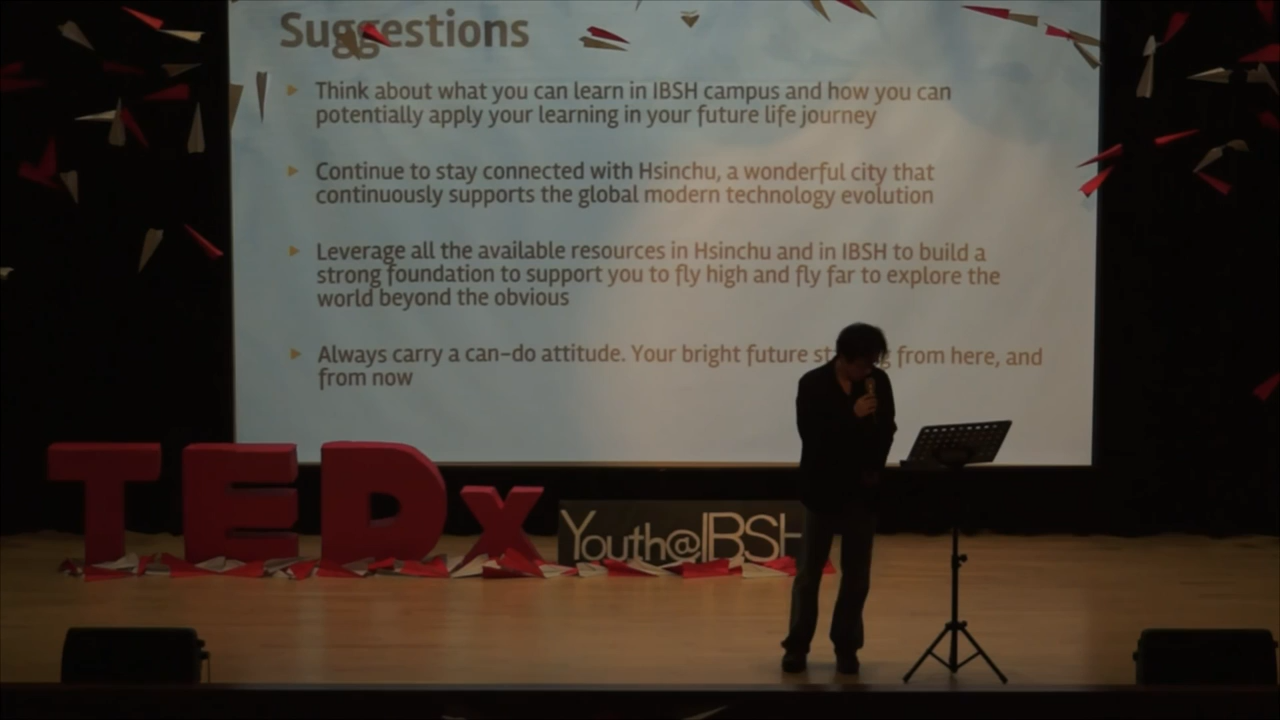 Suggestions
Think about what you can learn in IBSH campus and how you can
potentially apply your learning in your future life journey
Continue to stay connected with Hsinchu, a wonderful city that
continuously supports the global modern technology evolution
Leverage all the available resources in Hsinchu and in IBSH to build a
strong foundation to support you to fly high and fly far to explore the
world beyond the obvious
Always carry a can-do attitude. Your bright future from here, and
from now
TEDx
Youth@IBSH